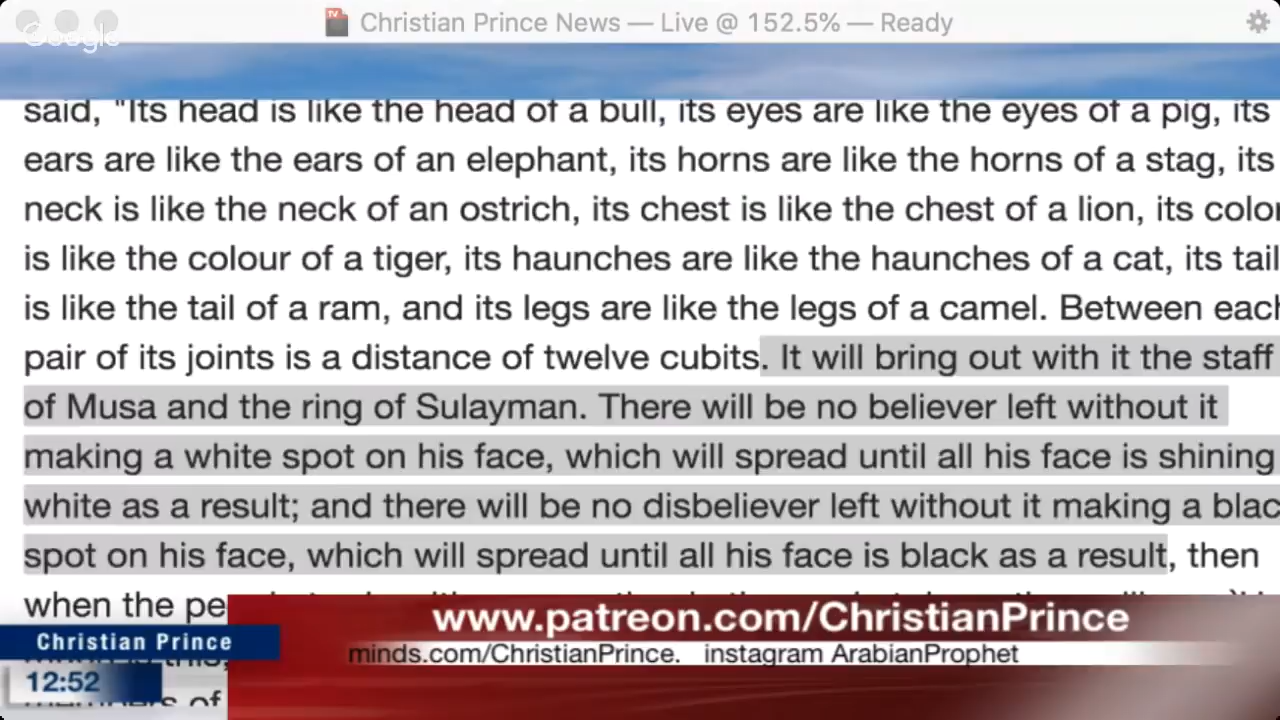 Christian Prince News — Live @ 152.5% — Ready
Google
said, "Its head is like the head of a bull, its eyes are like the eyes of a pig, its
ears are like the ears of an elephant, its horns are like the horns of a stag, its
neck is like the neck of an ostrich, its chest is like the chest of a lion, its color
is like the colour of a tiger, its haunches are like the haunches of a cat, its tail
is like the tail of a ram, and its legs are like the legs of a camel. Between each
pair of its joints is a distance of twelve cubits. It will bring out with it the staff
of Musa and the ring of Sulayman. There will be no believer left without it
making a white spot on his face, which will spread until all his face is shining
white as a result; and there will be no disbeliever left without it making a blac
spot on his face, which will spread until all his face is black as a result, then
when the pe
www.patreon.com/ChristianPrince
Christian Prince
minds.com/ChristianPrince. instagram ArabianProphet
12:52
members of